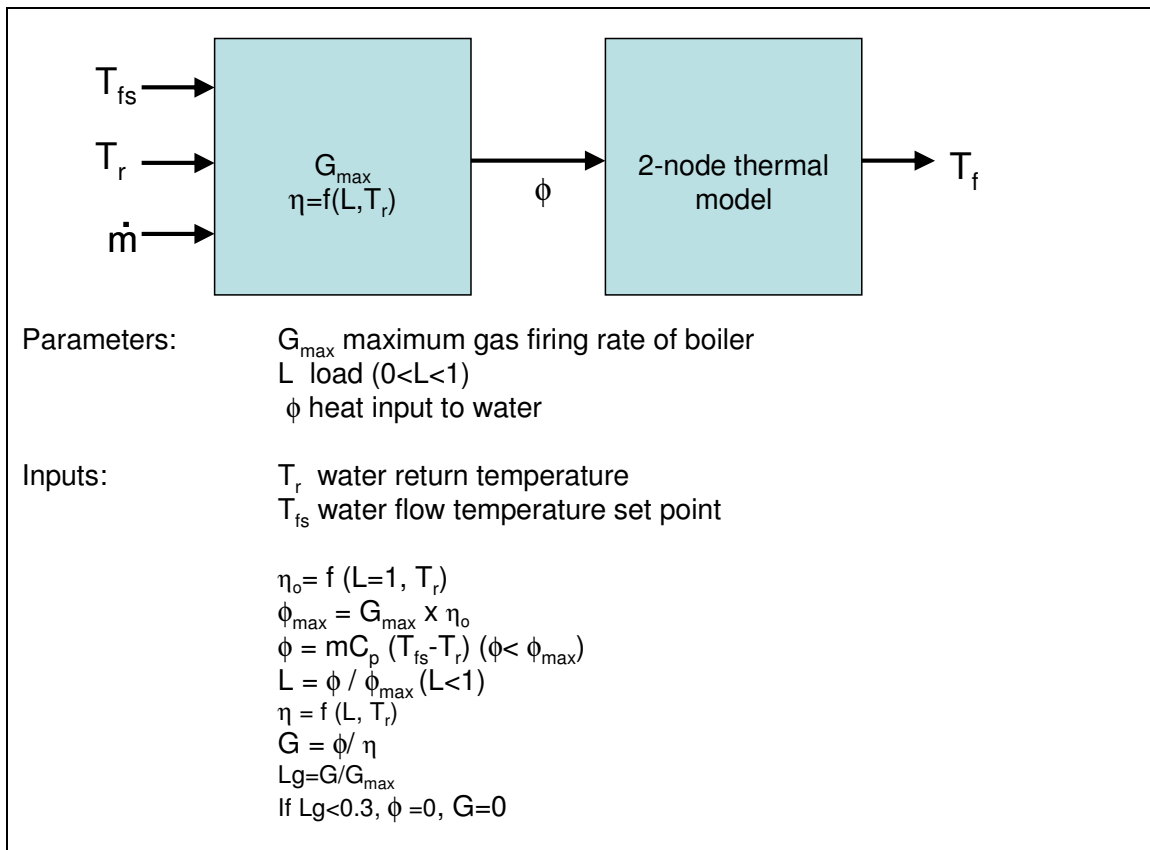 T_fs
T_r
ṁ
G_max
η=f(L,T_r)
ϕ
2-node thermal
model
T_f
Parameters: G_max maximum gas firing rate of boiler
L load (0<L<1)
ϕ heat input to water
Inputs: T_r water return temperature
T_fs water flow temperature set point
η_o= f (L=1, T_r)
ϕ_max = G_max x η_o
ϕ = mC_p (T_fs-T_r) (ϕ< ϕ_max)
L = ϕ / ϕ_max (L<1)
η = f (L, T_r)
G = ϕ/ η
Lg=G/G_max
If Lg<0.3, ϕ =0, G=0